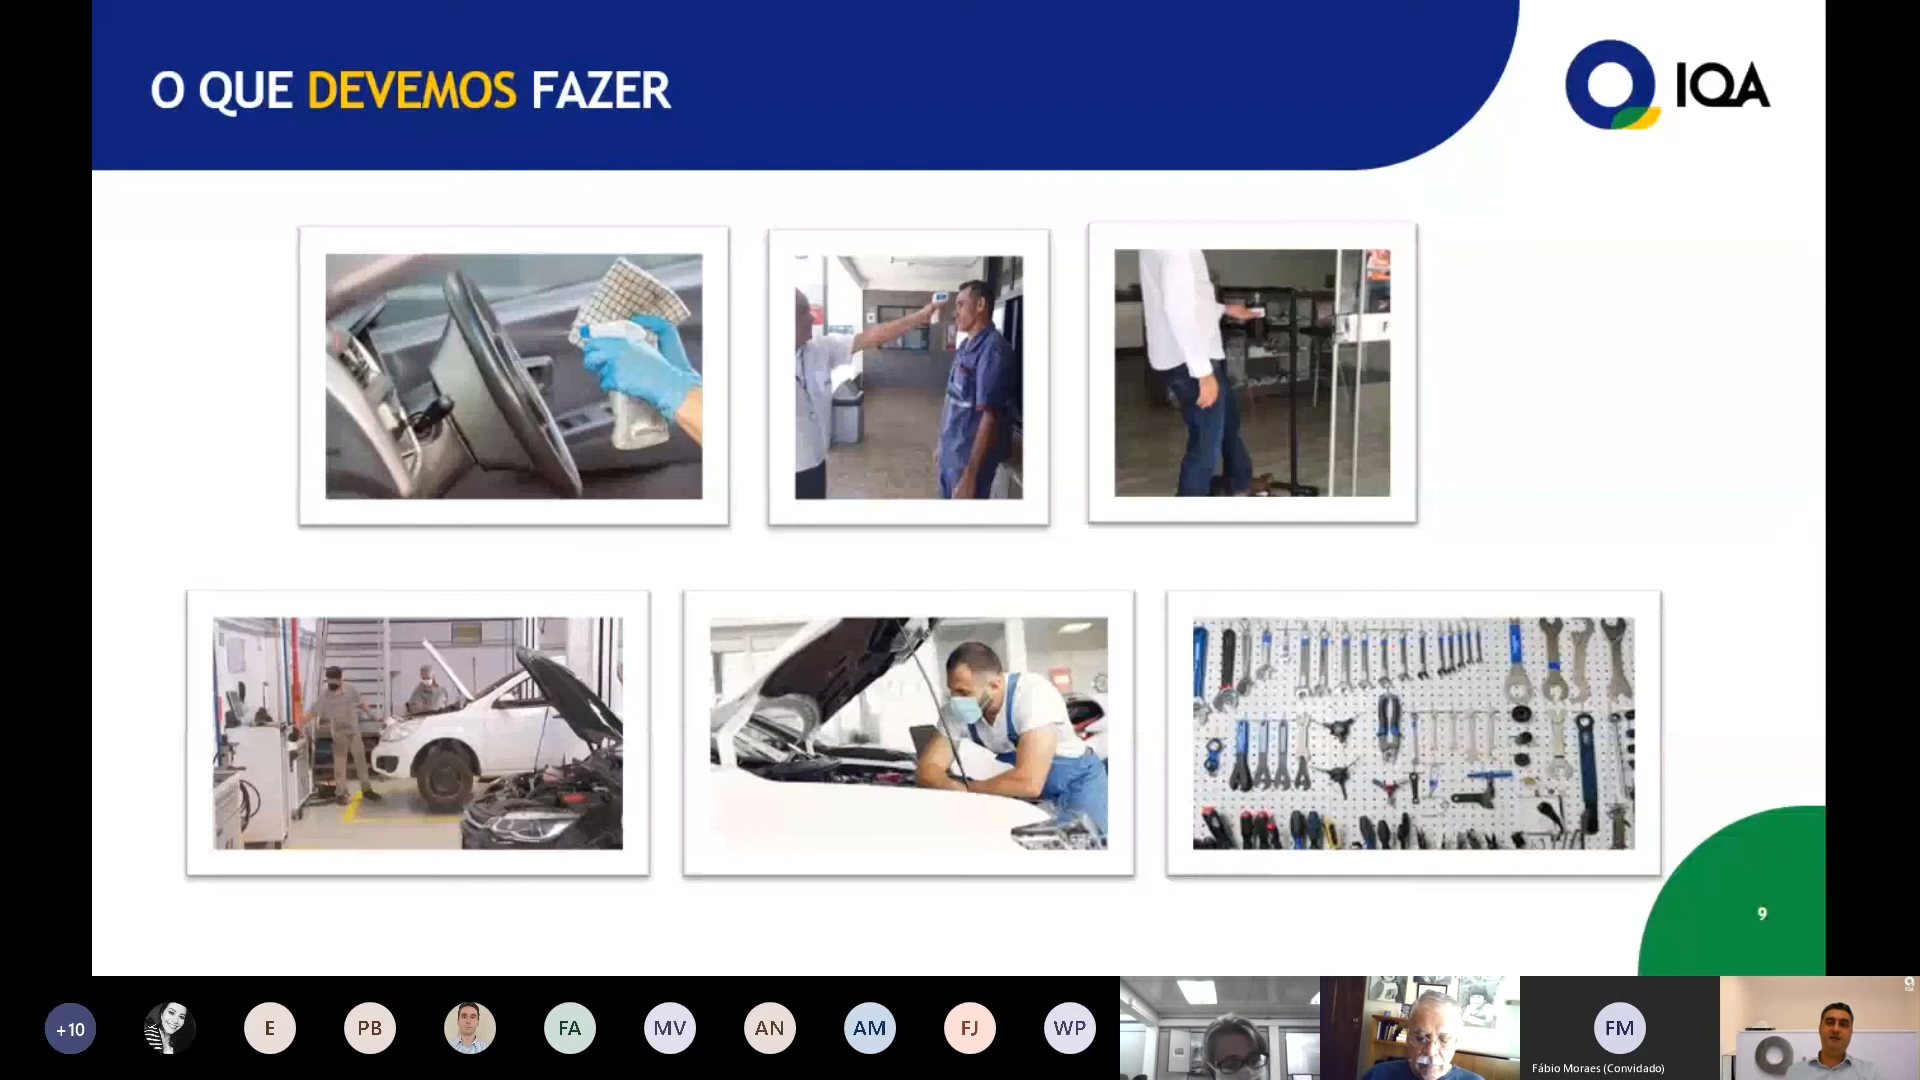 O QUE DEVEMOS FAZER
IQA
9
+10
E
PB
FA
MV
AN
AM
FJ
WP
FM
Fábio Moraes (Convidado)